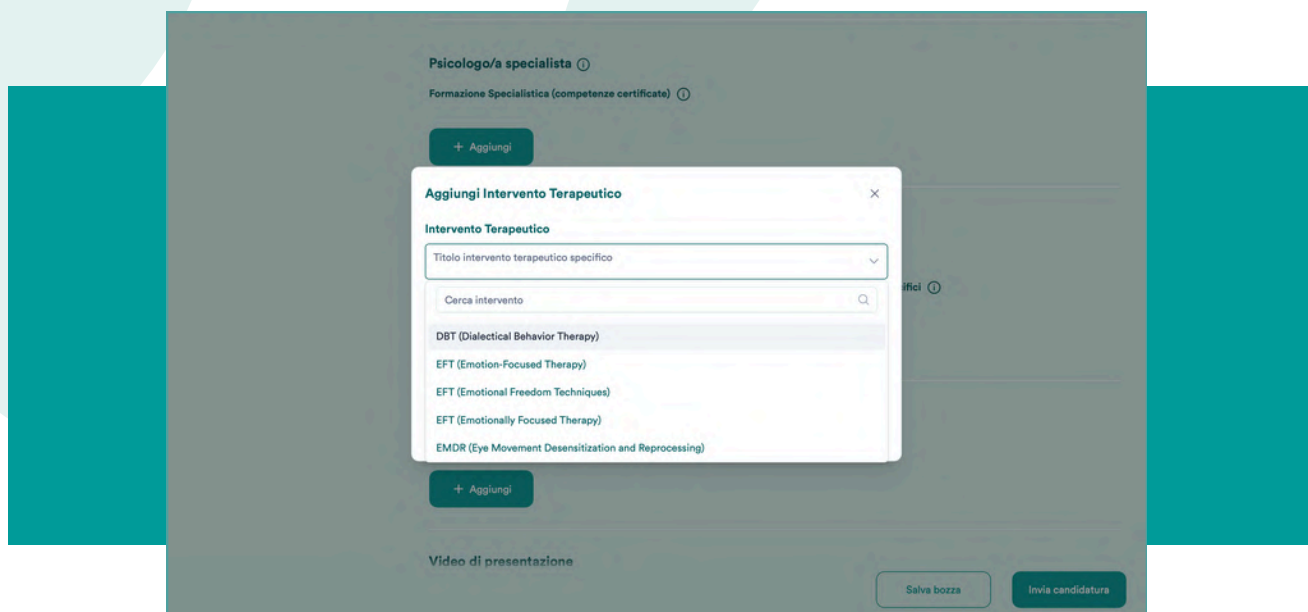 Psicologo/a specialista
Formazione Specialistica (competenze certificate)
+ Aggiungi
Aggiungi Intervento Terapeutico
Intervento Terapeutico
Titolo intervento terapeutico specifico
ifici
Cerca intervento
DBT (Dialectical Behavior Therapy)
EFT (Emotion-Focused Therapy)
EFT (Emotional Freedom Techniques)
EFT (Emotionally Focused Therapy)
EMDR (Eye Movement Desensitization and Reprocessing)
+ Aggiungi
Video di presentazione
Salva bozza
Invia candidatura